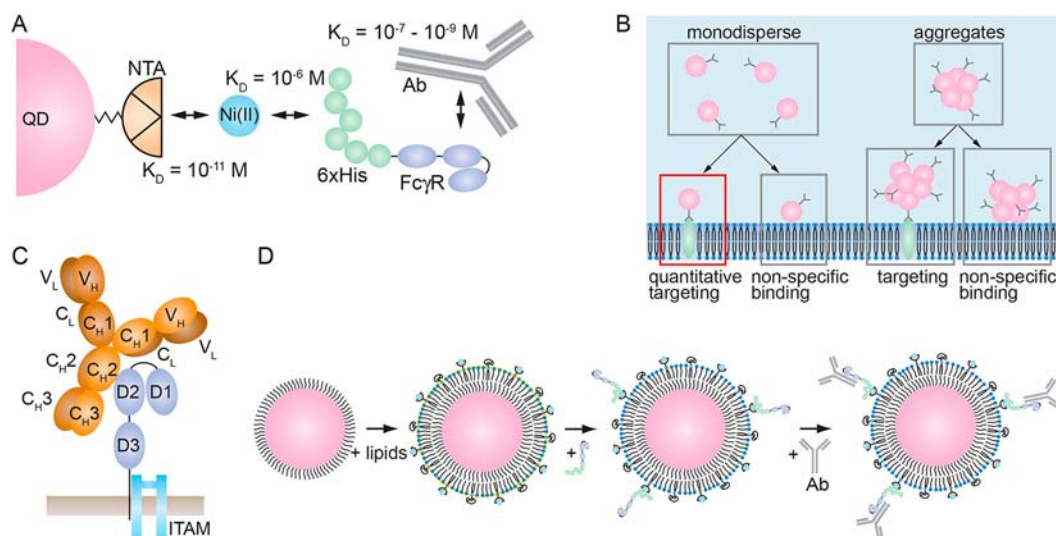 A
K_D = 10^-7 - 10^-9 M
NTA
K_D = 10^-6 M
Ab
QD
Ni(II)
K_D = 10^-11 M
6xHis
FcγR
B
monodisperse
aggregates
quantitative
targeting
non-specific
binding
targeting
non-specific
binding
C
V_L
V_H
C_L
C_H1
C_H1
V_H
V_L
C_L
C_H2
C_H2
D2
D1
C_H3
C_H3
D3
ITAM
D
+ lipids
+
+
Ab